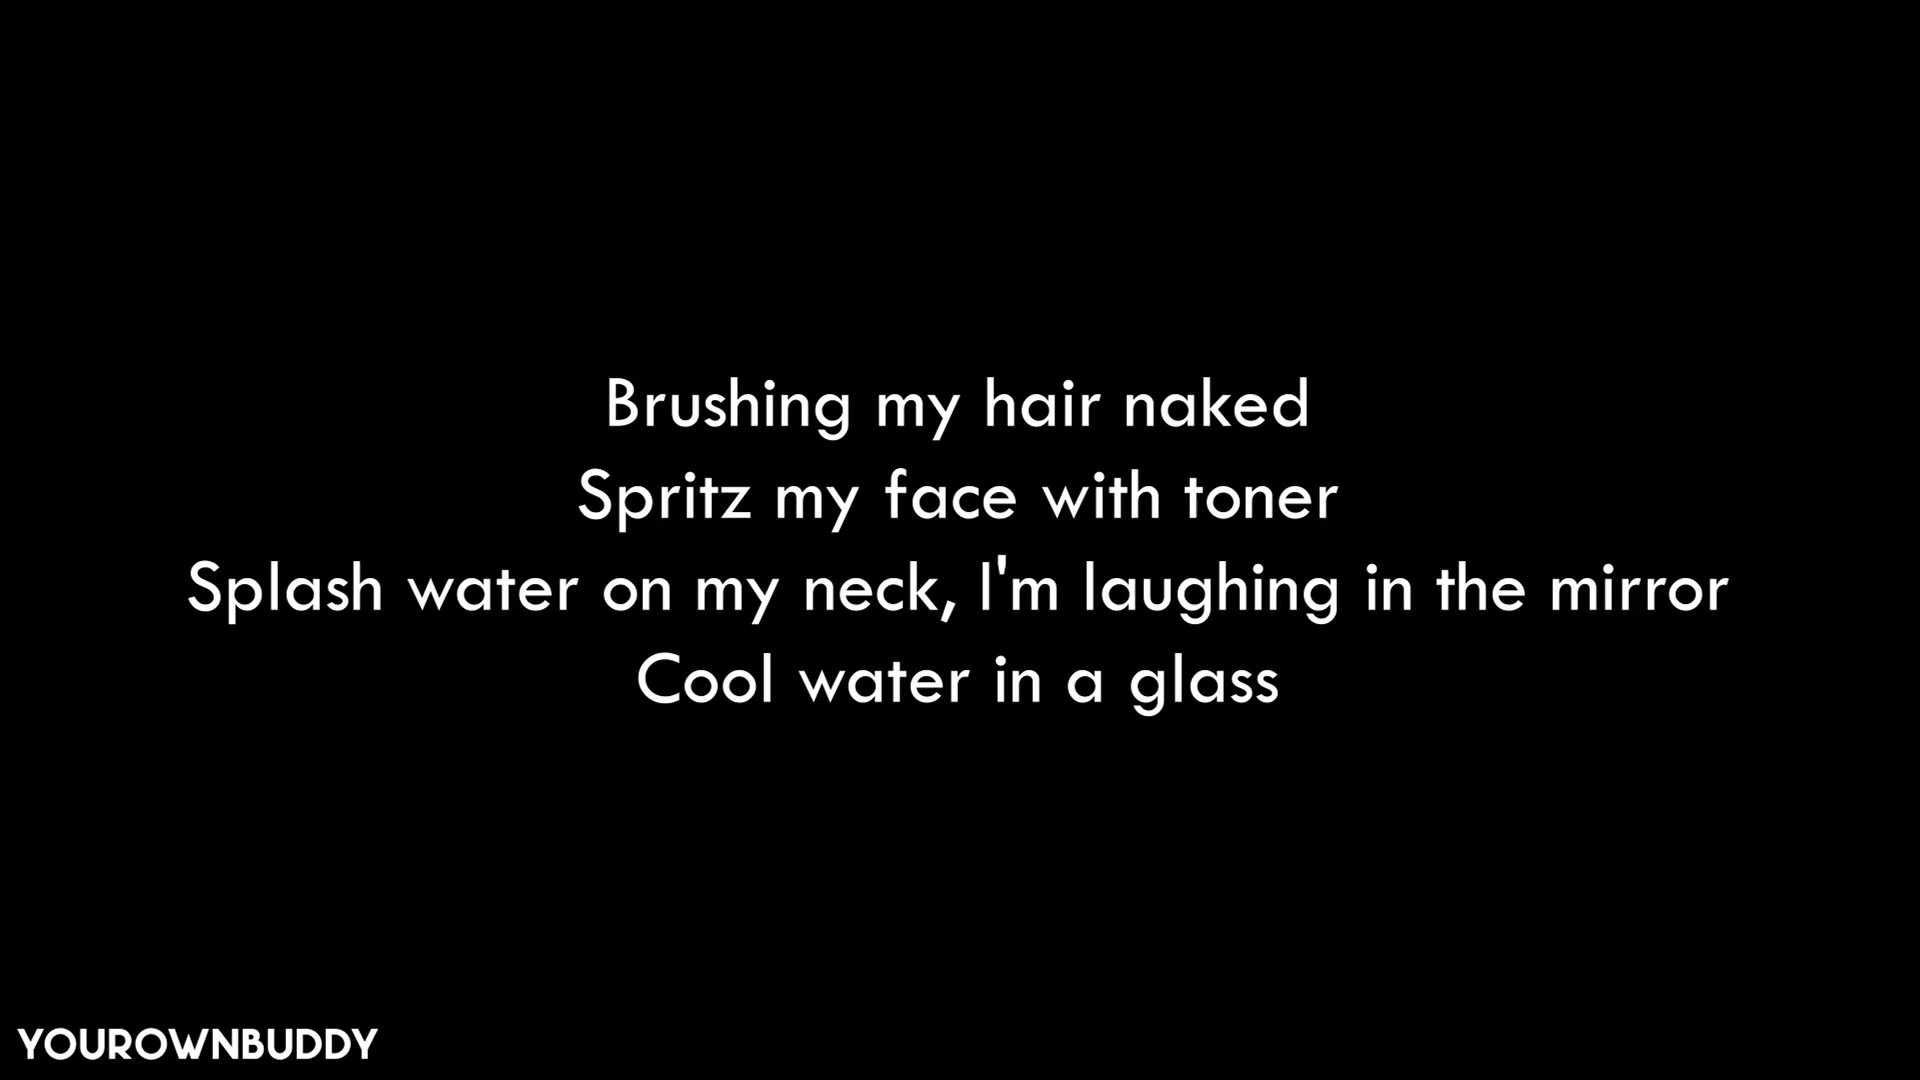 Brushing my hair naked
Spritz my face with toner
Splash water on my neck, I'm laughing in the mirror
Cool water in a glass
YOUROWNBUDDY